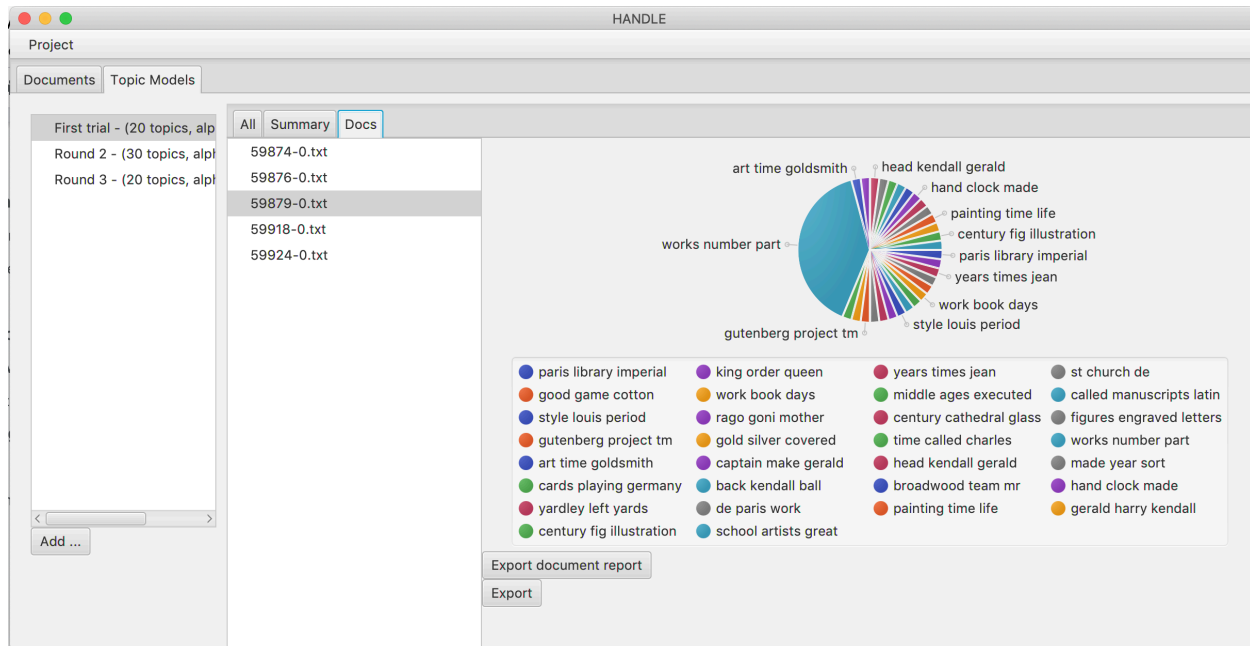 HANDLE
Project
Documents Topic Models
First trial - (20 topics, alp
Round 2 - (30 topics, alph
Round 3 - (20 topics, alph
Add ...
All Summary Docs
59874-0.txt
59876-0.txt
59879-0.txt
59918-0.txt
59924-0.txt
art time goldsmith
head kendall gerald
hand clock made
painting time life
century fig illustration
works number part
paris library imperial
years times jean
work book days
style louis period
gutenberg project tm
paris library imperial king order queen years times jean st church de
good game cotton work book days middle ages executed called manuscripts latin
style louis period rago goni mother century cathedral glass figures engraved letters
gutenberg project tm gold silver covered time called charles works number part
art time goldsmith captain make gerald head kendall gerald made year sort
cards playing germany back kendall ball broadwood team mr hand clock made
yardley left yards de paris work painting time life gerald harry kendall
century fig illustration school artists great
Export document report
Export